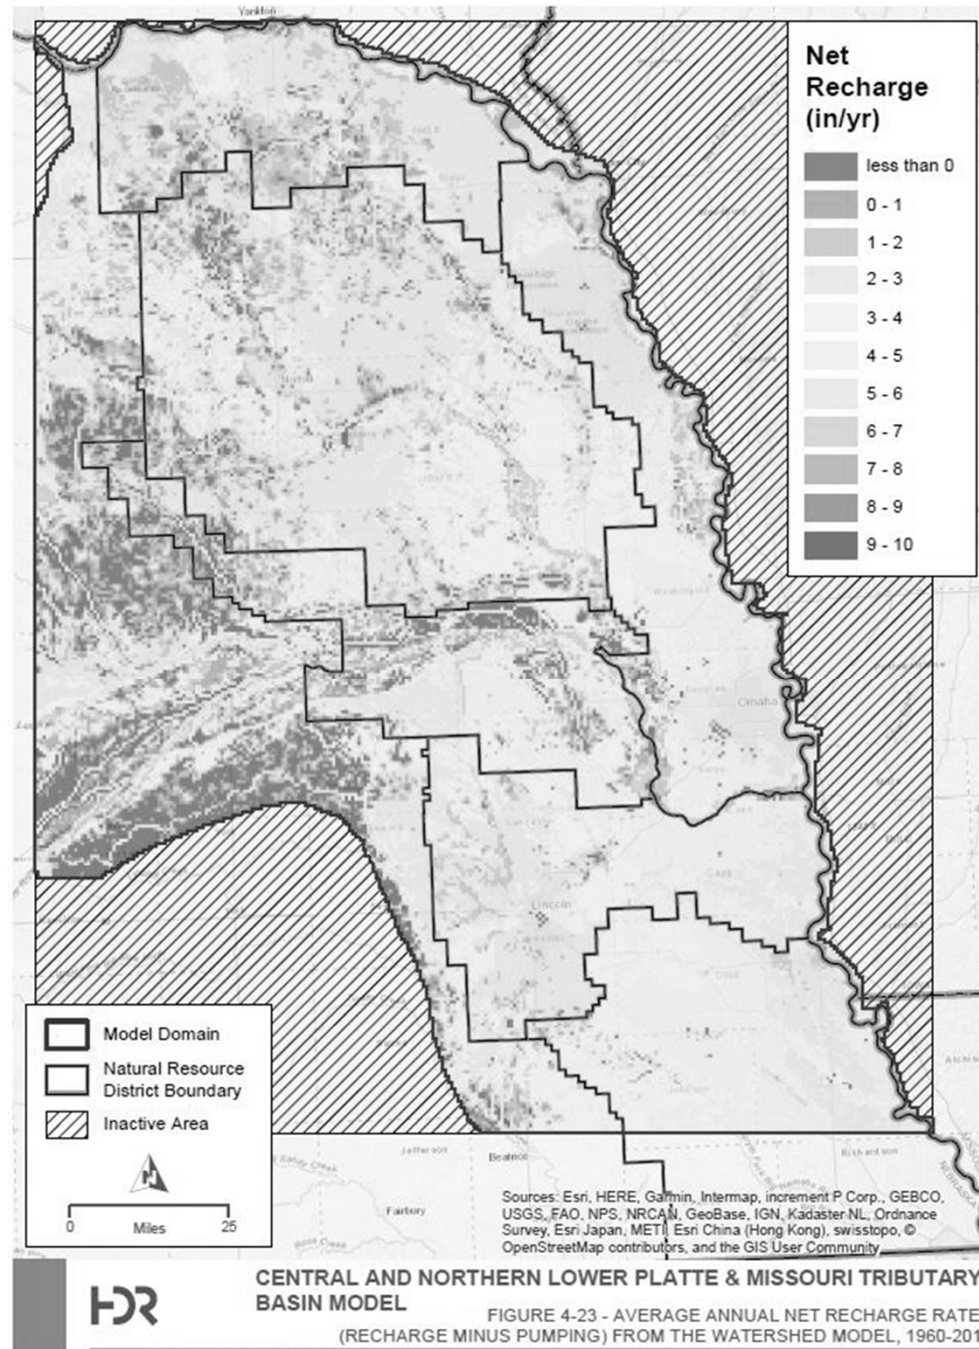 Yankton
Net
Recharge
(in/yr)
less than 0
0 - 1
1 - 2
2 - 3
3 - 4
4 - 5
5 - 6
6 - 7
7 - 8
8 - 9
9 - 10
Omaha
Lincoln
Model Domain
Natural Resource
District Boundary
Inactive Area
N
0 25
Miles
Jefferson
Beatrice
Richardson
Fairbury
Sources: Esri, HERE, Garmin, Intermap, increment P Corp., GEBCO,
USGS, FAO, NPS, NRCAN, GeoBase, IGN, Kadaster NL, Ordnance
Survey, Esri Japan, METI, Esri China (Hong Kong), swisstopo, ©
OpenStreetMap contributors, and the GIS User Community
HDR
CENTRAL AND NORTHERN LOWER PLATTE & MISSOURI TRIBUTARY
BASIN MODEL
FIGURE 4-23 - AVERAGE ANNUAL NET RECHARGE RATE
(RECHARGE MINUS PUMPING) FROM THE WATERSHED MODEL, 1960-201